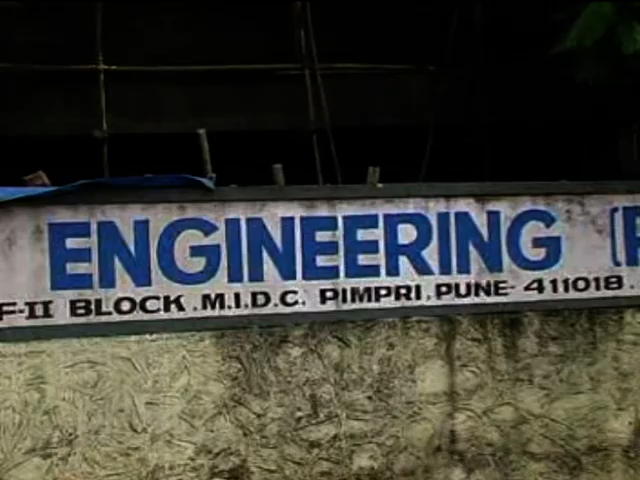 ENGINEERING (P
F-II BLOCK. M.I.D.C. PIMPRI, PUNE- 411018.